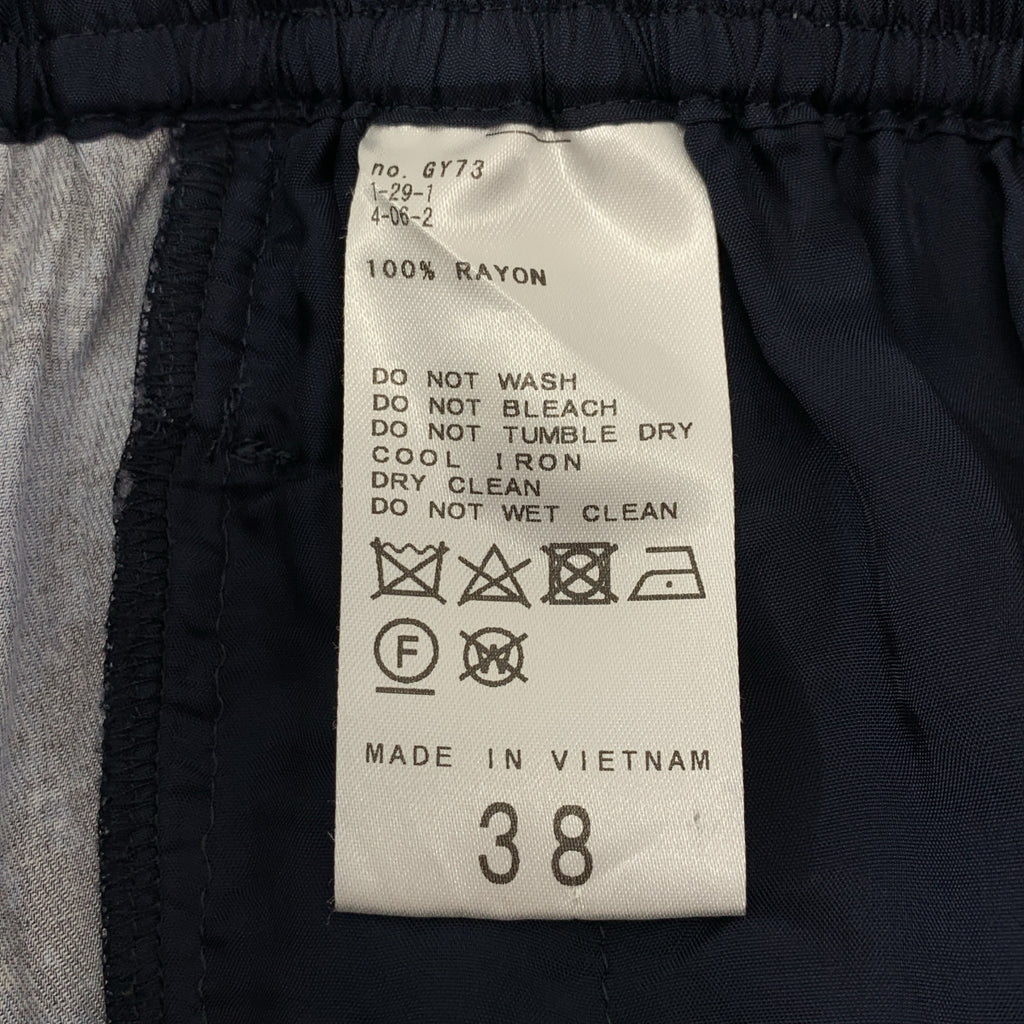 no. GY73
1-29-1
4-06-2
100% RAYON
DO NOT WASH
DO NOT BLEACH
DO NOT TUMBLE DRY
COOL IRON
DRY CLEAN
DO NOT WET CLEAN
F W
MADE IN VIETNAM
38